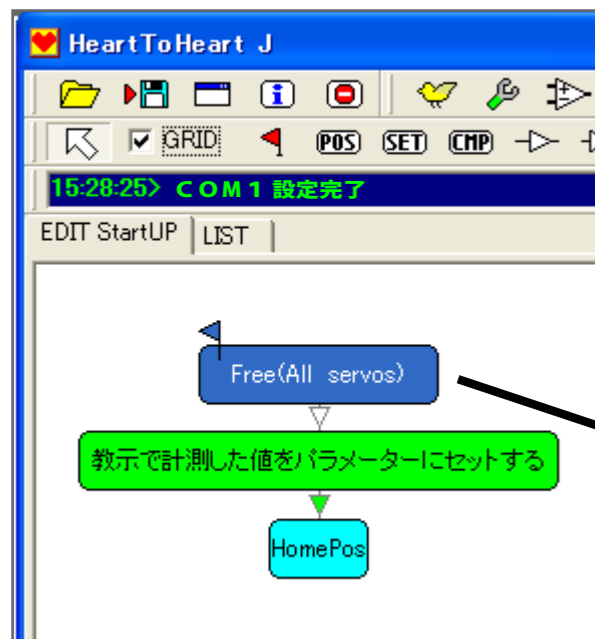 HeartToHeart J
GRID
POS SET CMP
15:28:25> COM1 設定完了
EDIT StartUP LIST
Free(All servos)
教示で計測した値をパラメーターにセットする
HomePos